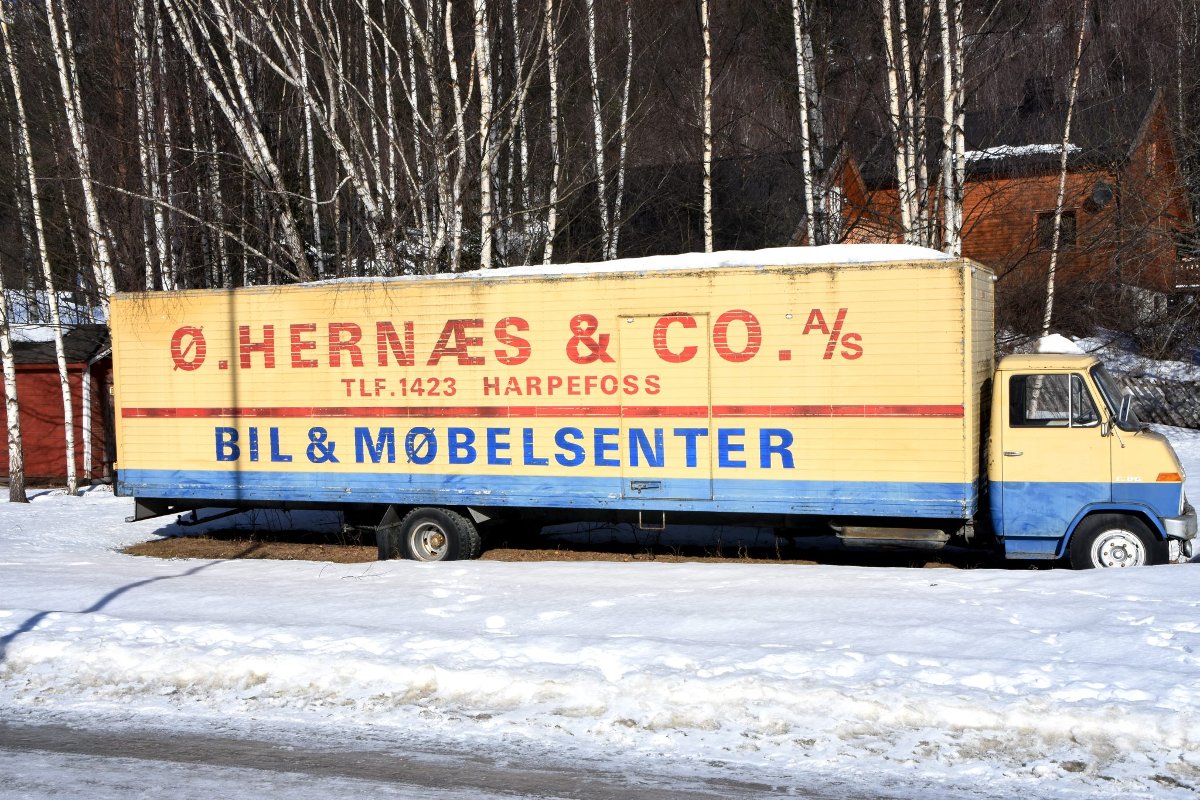 Ø.HERNÆS & CO. A/S
TLF.1423 HARPEFOSS
BIL & MØBELSENTER